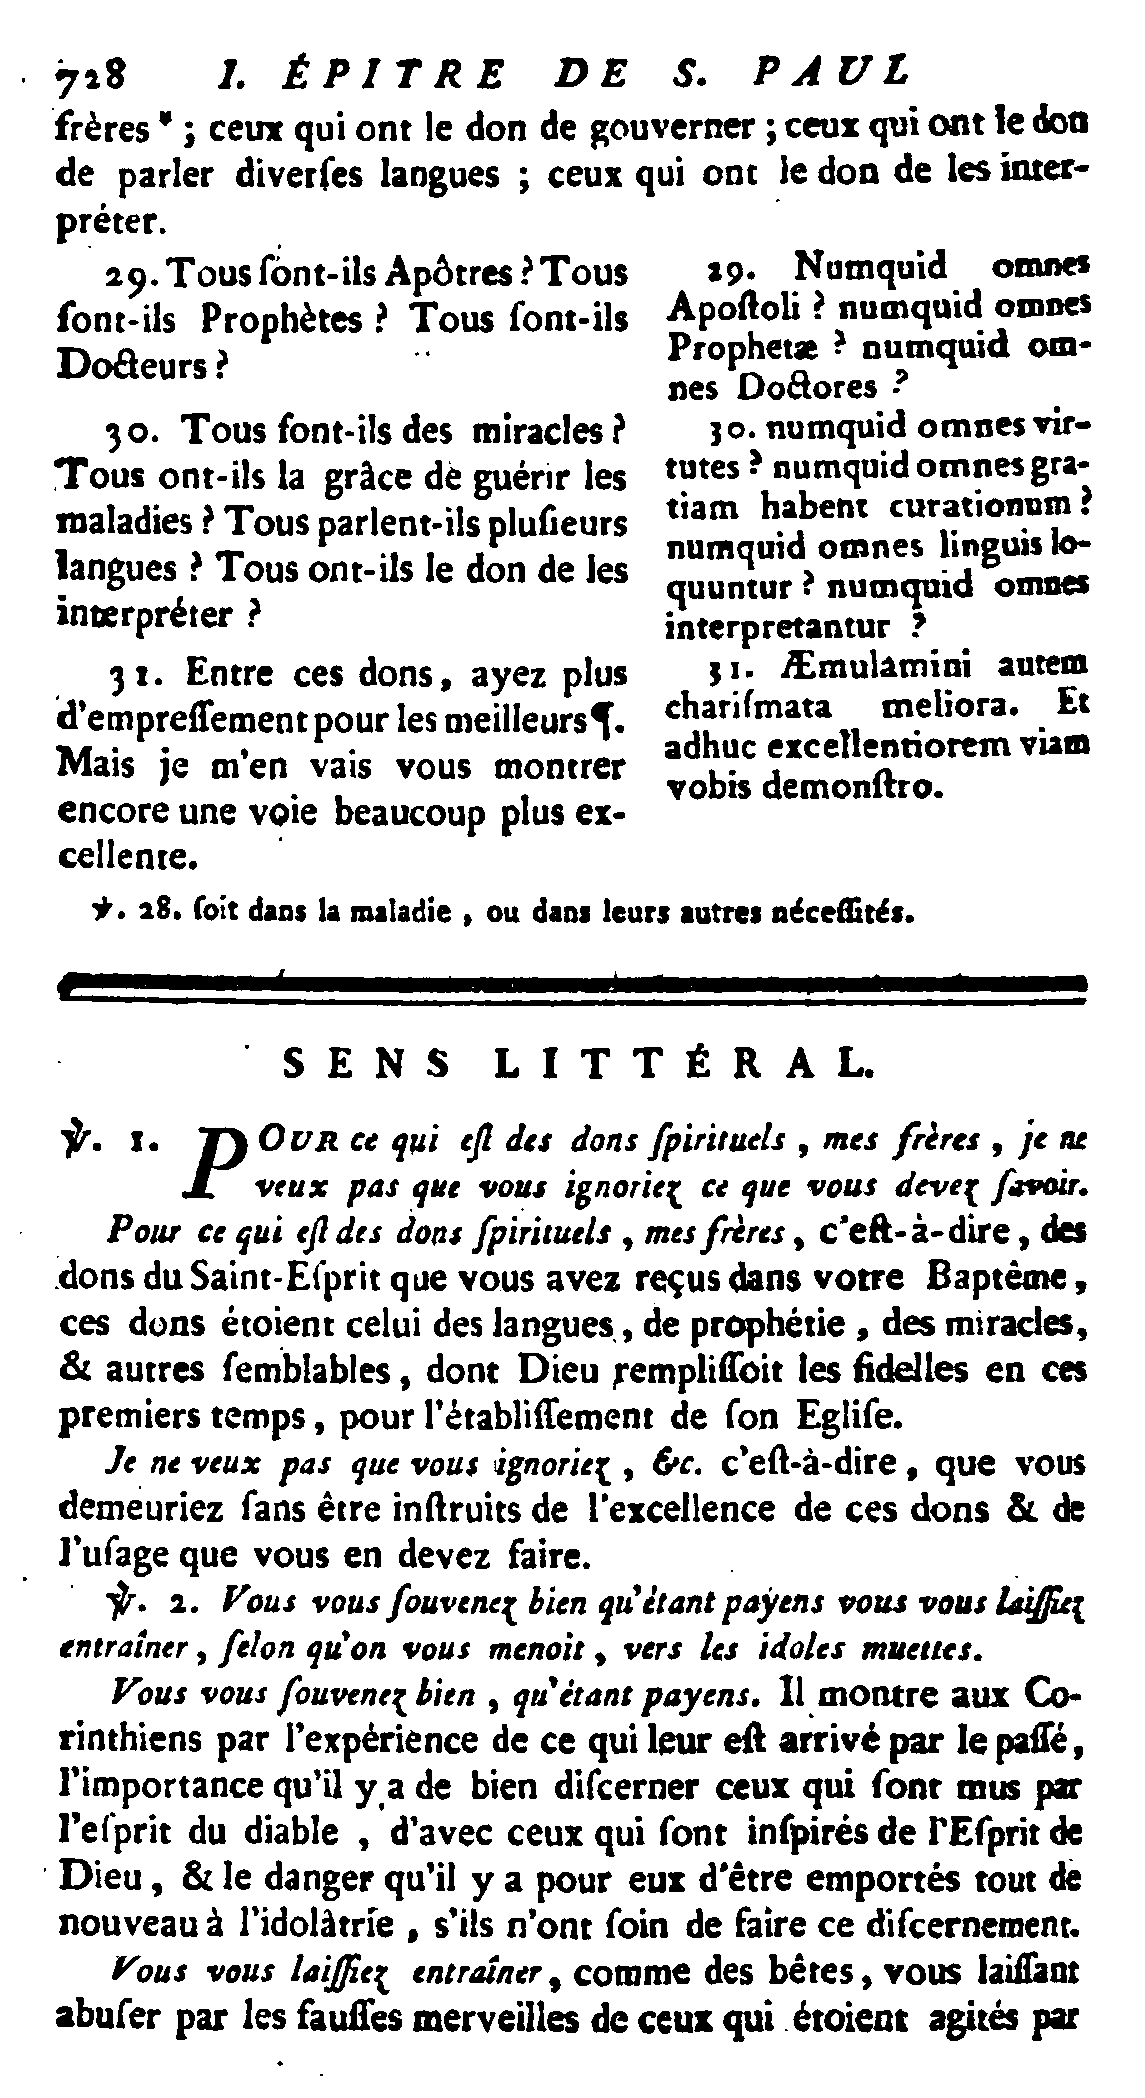 728 I. ÉPITRE DE S. PAUL
frères * ; ceux qui ont le don de gouverner ; ceux qui ont le don
de parler diverſes langues ; ceux qui ont le don de les inter-
préter.
29. Tous ſont-ils Apôtres ? Tous
ſont-ils Prophètes ? Tous ſont-ils
Docteurs ?
30. Tous font-ils des miracles ?
Tous ont-ils la grâce de guérir les
maladies ? Tous parlent-ils pluſieurs
langues ? Tous ont-ils le don de les
interpréter ?
31. Entre ces dons, ayez plus
d'empreſſement pour les meilleurs¶.
Mais je m'en vais vous montrer
encore une voie beaucoup plus ex-
cellente.
29. Numquid omnes
Apoſtoli ? numquid omnes
Prophetæ ? numquid om-
nes Doctores ?
30. numquid omnes vir-
tutes ? numquid omnes gra-
tiam habent curationum ?
numquid omnes linguis lo-
quuntur ? numquid omnes
interpretantur ?
31. Æmulamini autem
chariſmata meliora. Et
adhuc excellentiorem viam
vobis demonſtro.
℣. 28. ſoit dans la maladie , ou dans leurs autres néceſſités.
SENS LITTÉRAL.
℣. 1. POUR ce qui eſt des dons ſpirituels , mes frères , je ne
veux pas que vous ignoriez ce que vous devez ſavoir.
Pour ce qui eſt des dons ſpirituels , mes frères, c'eſt-à-dire, des
dons du Saint-Eſprit que vous avez reçus dans votre Baptême,
ces dons étoient celui des langues, de prophétie , des miracles,
& autres ſemblables, dont Dieu rempliſſoit les fidelles en ces
premiers temps, pour l'établiſſement de ſon Egliſe.
Je ne veux pas que vous ignoriez , &c. c'eſt-à-dire, que vous
demeuriez ſans être inſtruits de l'excellence de ces dons & de
l'uſage que vous en devez faire.
℣. 2. Vous vous ſouvenez bien qu'étant payens vous vous laiſſiez
entraîner, ſelon qu'on vous menoit , vers les idoles muettes.
Vous vous ſouvenez bien , qu'étant payens. Il montre aux Co-
rinthiens par l'expérience de ce qui leur eſt arrivé par le paſſé,
l'importance qu'il y a de bien diſcerner ceux qui ſont mus par
l'eſprit du diable , d'avec ceux qui ſont inſpirés de l'Eſprit de
Dieu, & le danger qu'il y a pour eux d'être emportés tout de
nouveau à l'idolâtrie , s'ils n'ont ſoin de faire ce diſcernement.
Vous vous laiſſiez entraîner, comme des bêtes, vous laiſſant
abuſer par les fauſſes merveilles de ceux qui étoient agités par